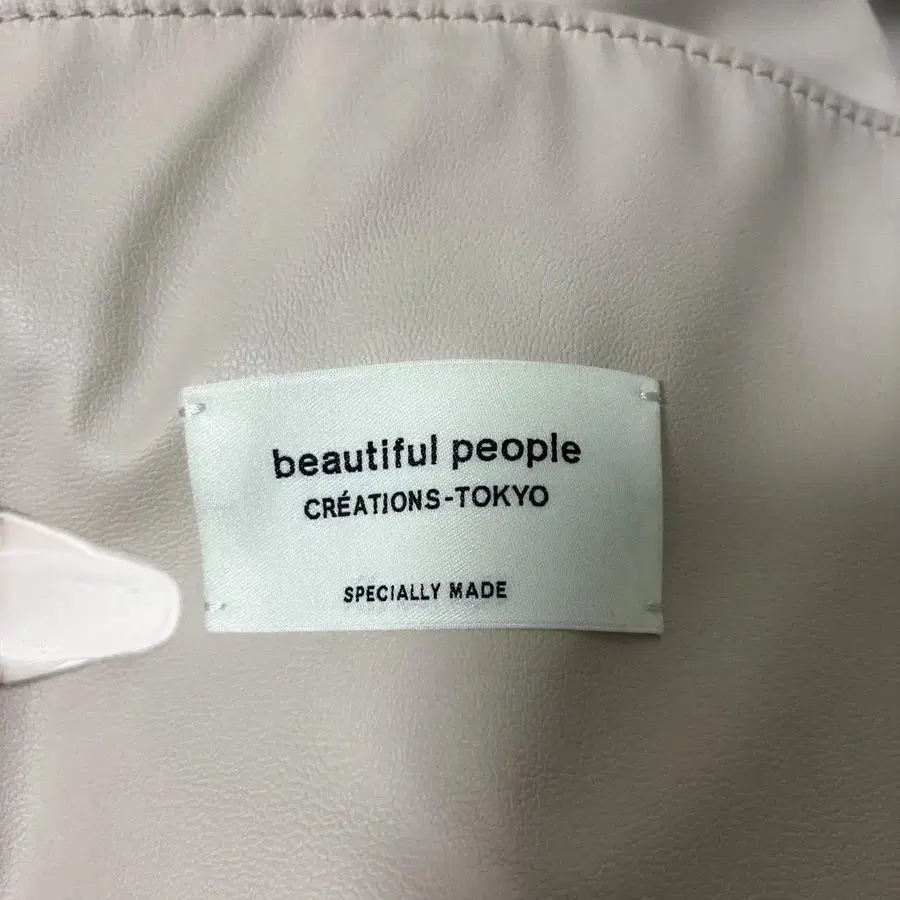 beautiful people
CRÉATIONS-TOKYO
SPECIALLY MADE